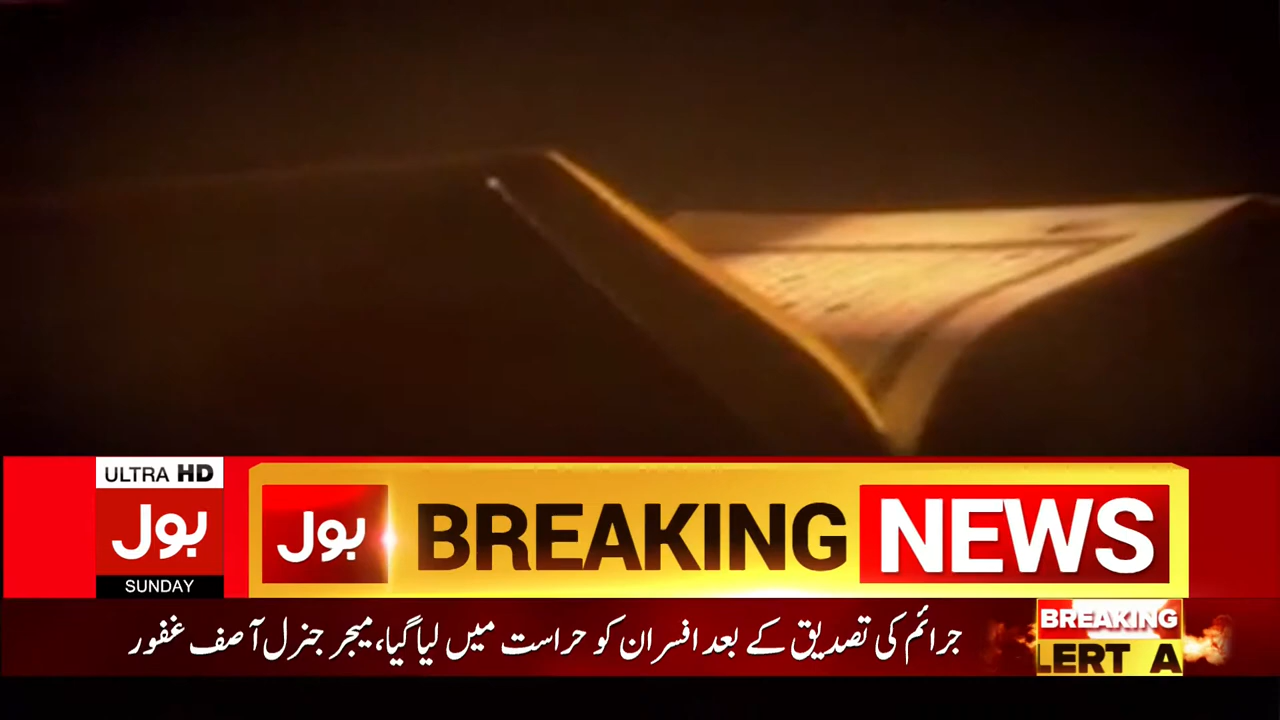 ULTRA HD
بول
SUNDAY
بول BREAKING NEWS
جرائم کی تصدیق کے بعد افسران کو حراست میں لیا گیا، میجر جنرل آصف غفور
BREAKING
LERT A